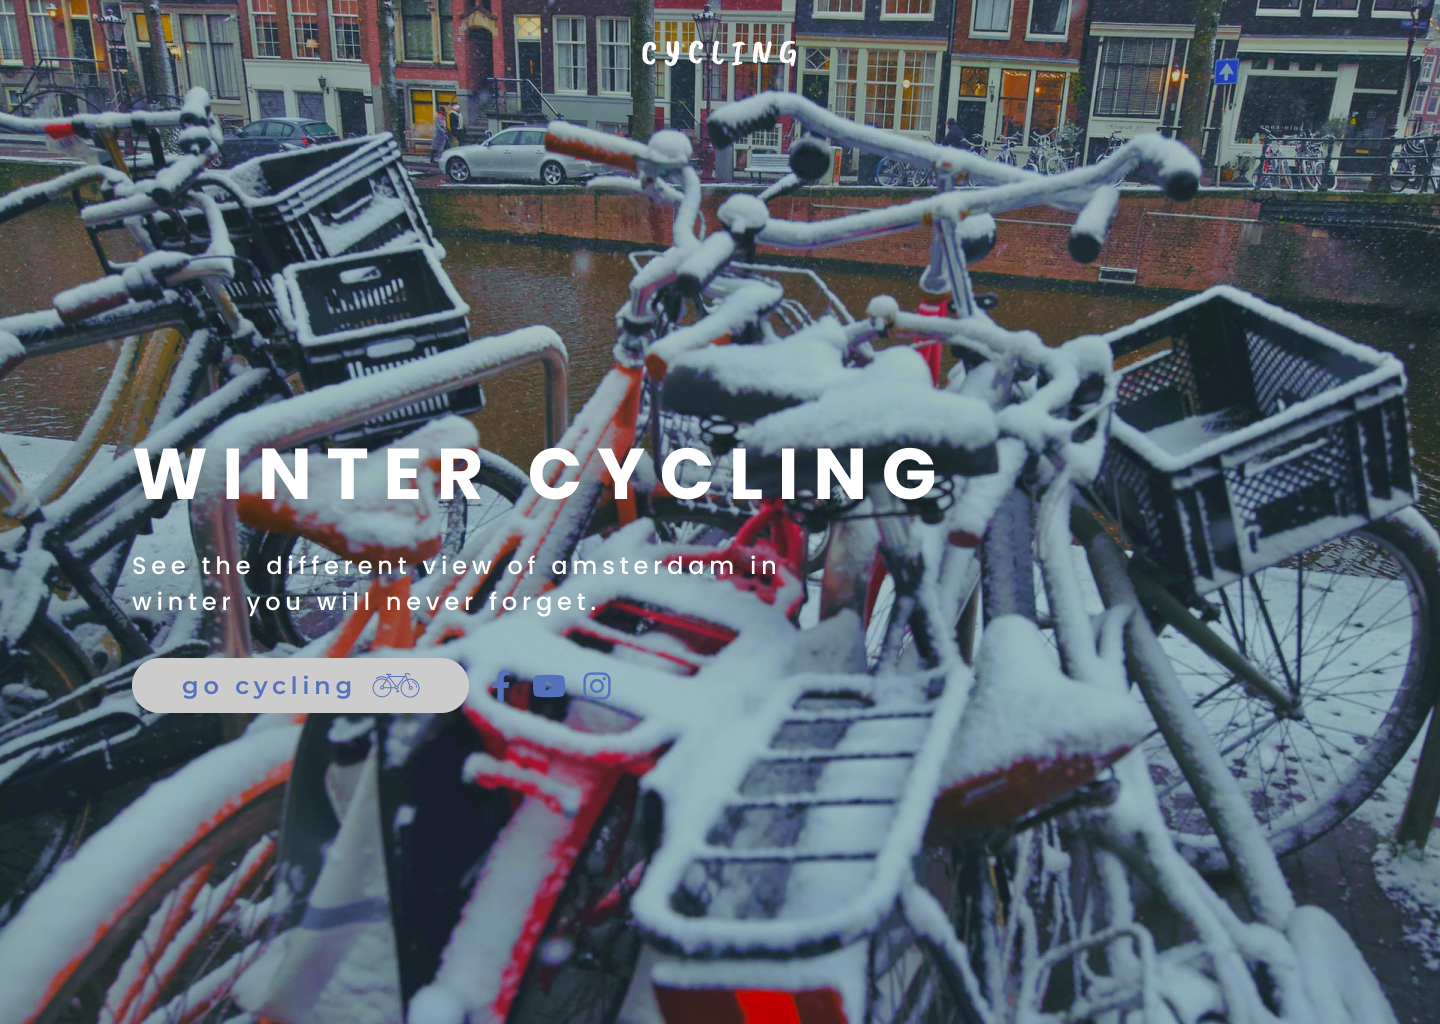 CYCLING
WINTER CYCLING
See the different view of amsterdam in
winter you will never forget.
go cycling